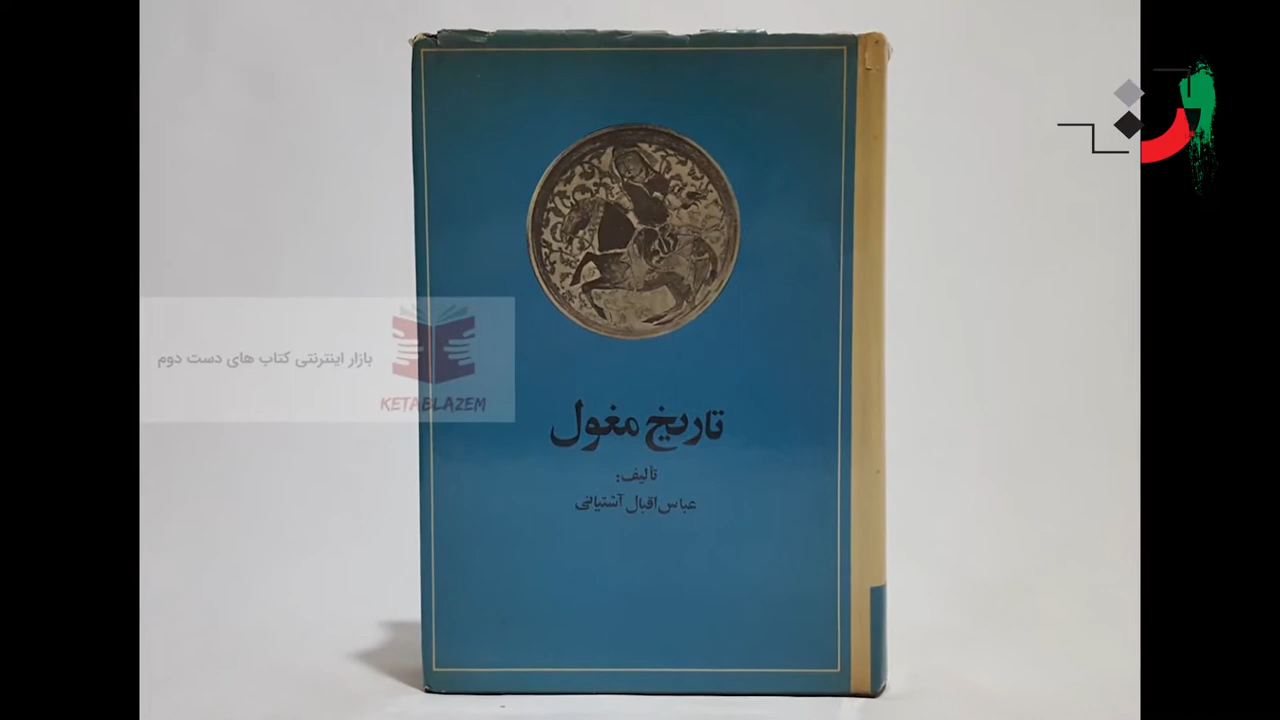 تاریخ مغول
تألیف:
عباس اقبال آشتیانی
بازار اینترنتی کتاب های دست دوم
KETABLAZEM